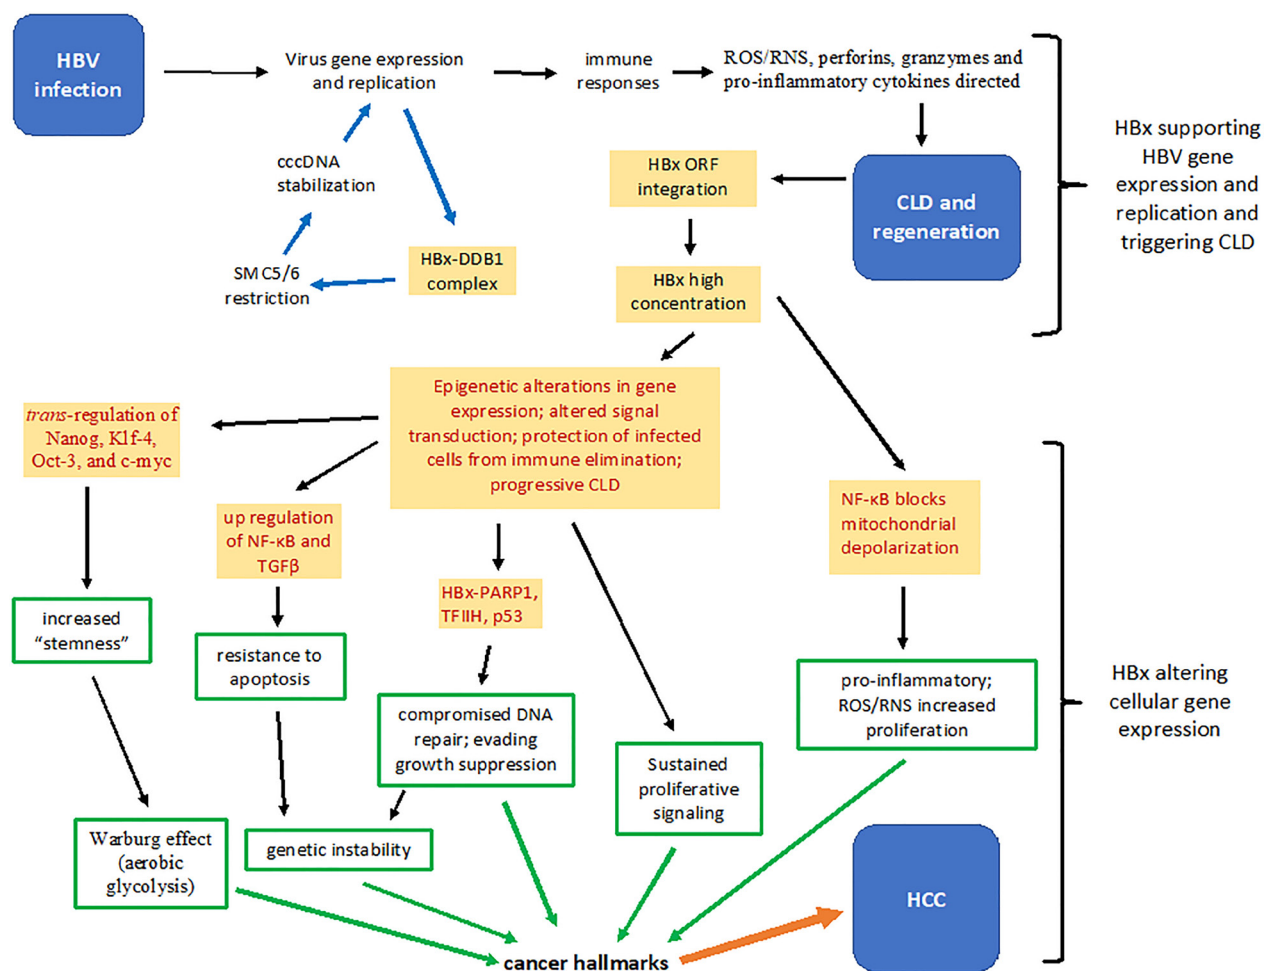 HBV
infection
Virus gene expression
and replication
immune
responses
ROS/RNS, perforins, granzymes and
pro-inflammatory cytokines directed
HBx supporting
HBV gene
expression and
replication and
triggering CLD
cccDNA
stabilization
HBx ORF
integration
CLD and
regeneration
SMC5/6
restriction
HBx-DDB1
complex
HBx high
concentration
Epigenetic alterations in gene
expression; altered signal
transduction; protection of infected
cells from immune elimination;
progressive CLD
trans-regulation of
Nanog, Klf-4,
Oct-3, and c-myc
up regulation
of NF-κB and
TGFβ
HBx-PARP1,
TFIIH, p53
NF-κB blocks
mitochondrial
depolarization
increased
“stemness”
resistance to
apoptosis
compromised DNA
repair; evading
growth suppression
Sustained
proliferative
signaling
pro-inflammatory;
ROS/RNS increased
proliferation
HBx altering
cellular gene
expression
Warburg effect
(aerobic
glycolysis)
genetic instability
HCC
cancer hallmarks